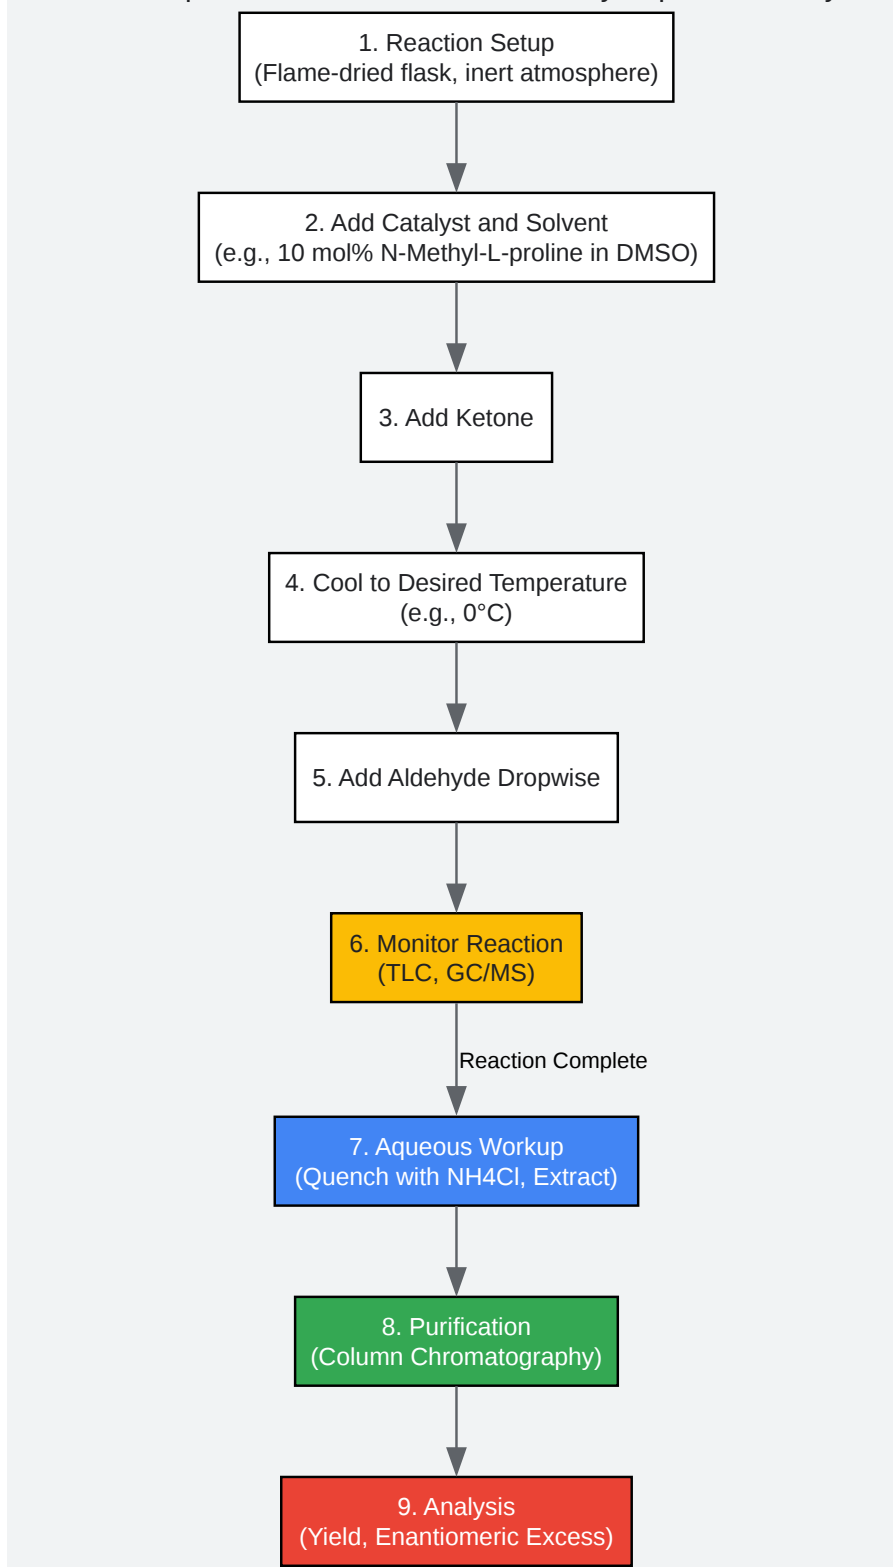 1. Reaction Setup
(Flame-dried flask, inert atmosphere)
2. Add Catalyst and Solvent
(e.g., 10 mol% N-Methyl-L-proline in DMSO)
3. Add Ketone
4. Cool to Desired Temperature
(e.g., 0°C)
5. Add Aldehyde Dropwise
6. Monitor Reaction
(TLC, GC/MS)
Reaction Complete
7. Aqueous Workup
(Quench with NH4Cl, Extract)
8. Purification
(Column Chromatography)
9. Analysis
(Yield, Enantiomeric Excess)